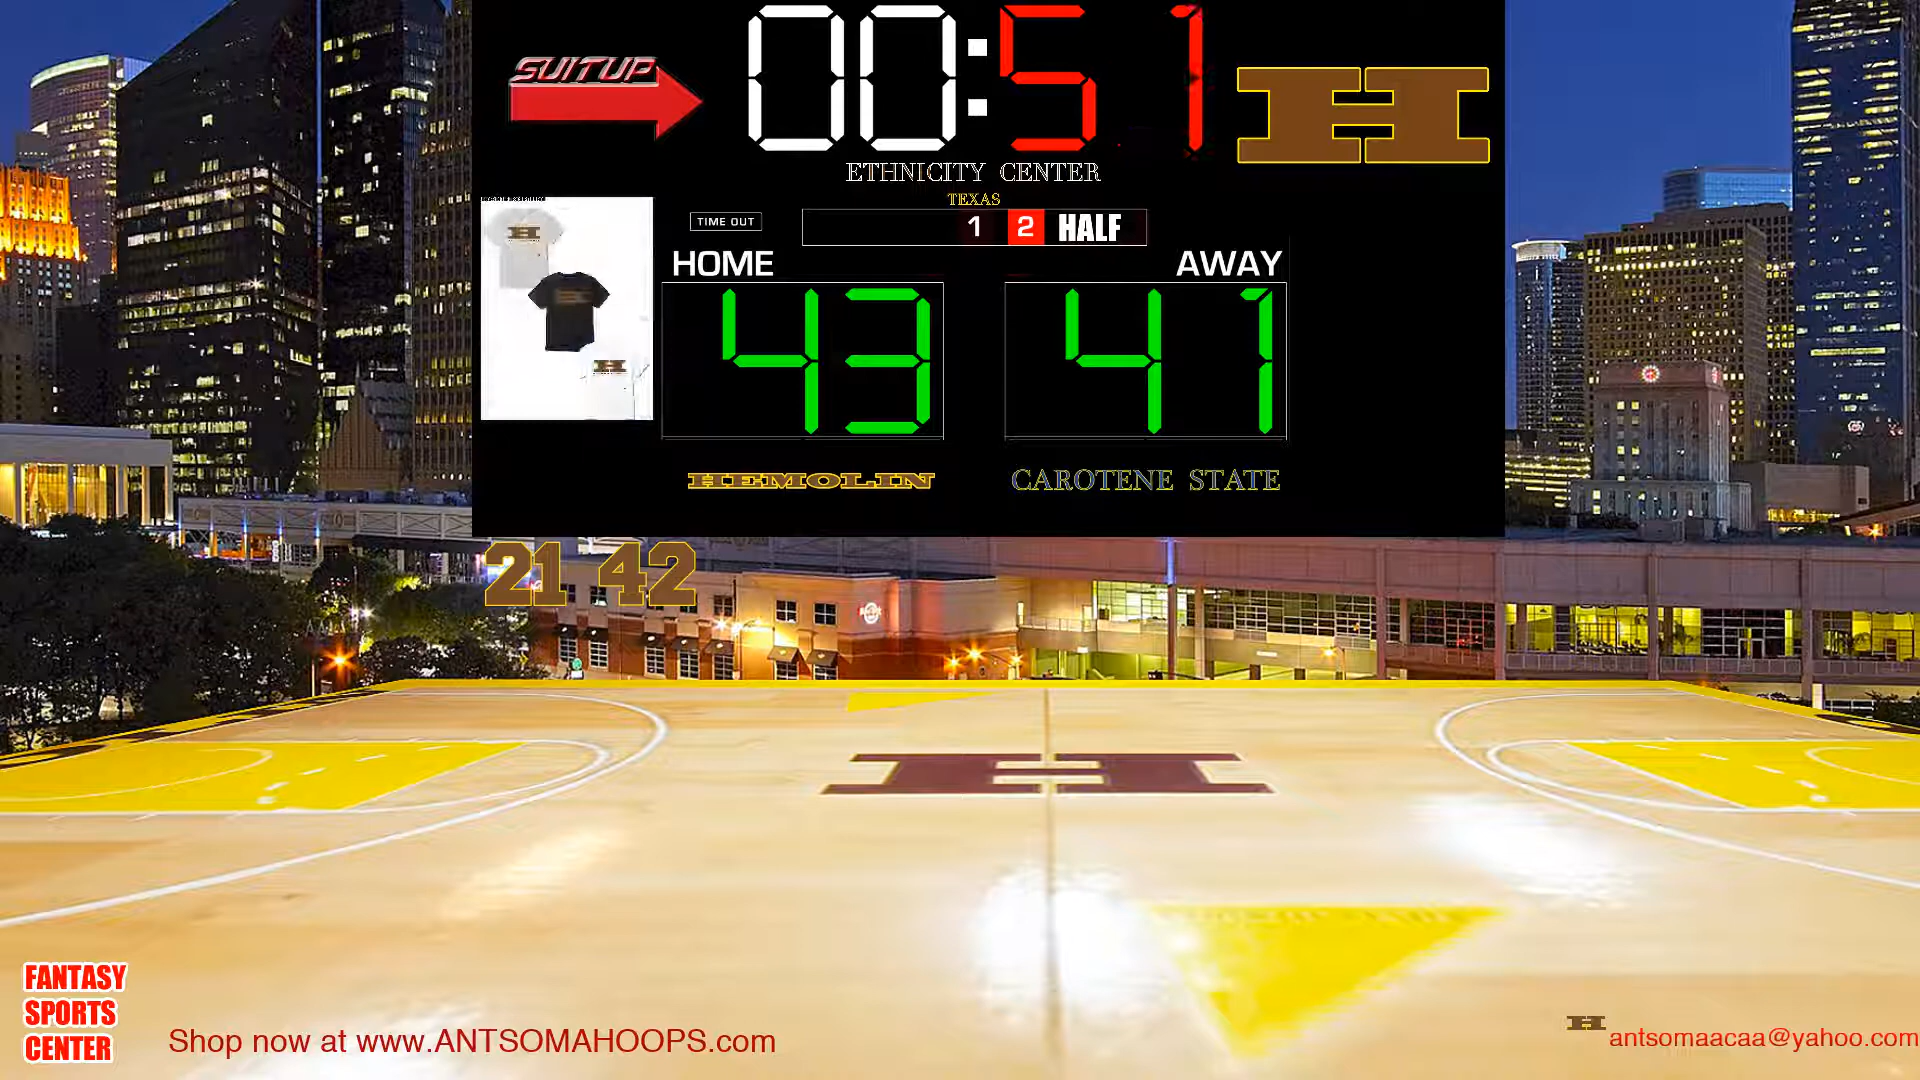 SUITUP
00:51
H
ETHNICITY CENTER
TEXAS
TIME OUT
1 2 HALF
HOME
AWAY
43
41
HEMOLIN
CAROTENE STATE
21 42
H
FANTASY
SPORTS
CENTER
Shop now at www.ANTSOMAHOOPS.com
H
antsomaacaa@yahoo.com